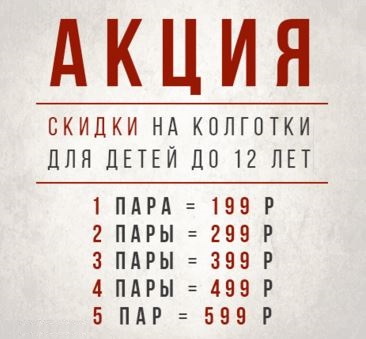 АКЦИЯ
СКИДКИ НА КОЛГОТКИ
ДЛЯ ДЕТЕЙ ДО 12 ЛЕТ
1 ПАРА = 199 Р
2 ПАРЫ = 299 Р
3 ПАРЫ = 399 Р
4 ПАРЫ = 499 Р
5 ПАР = 599 Р